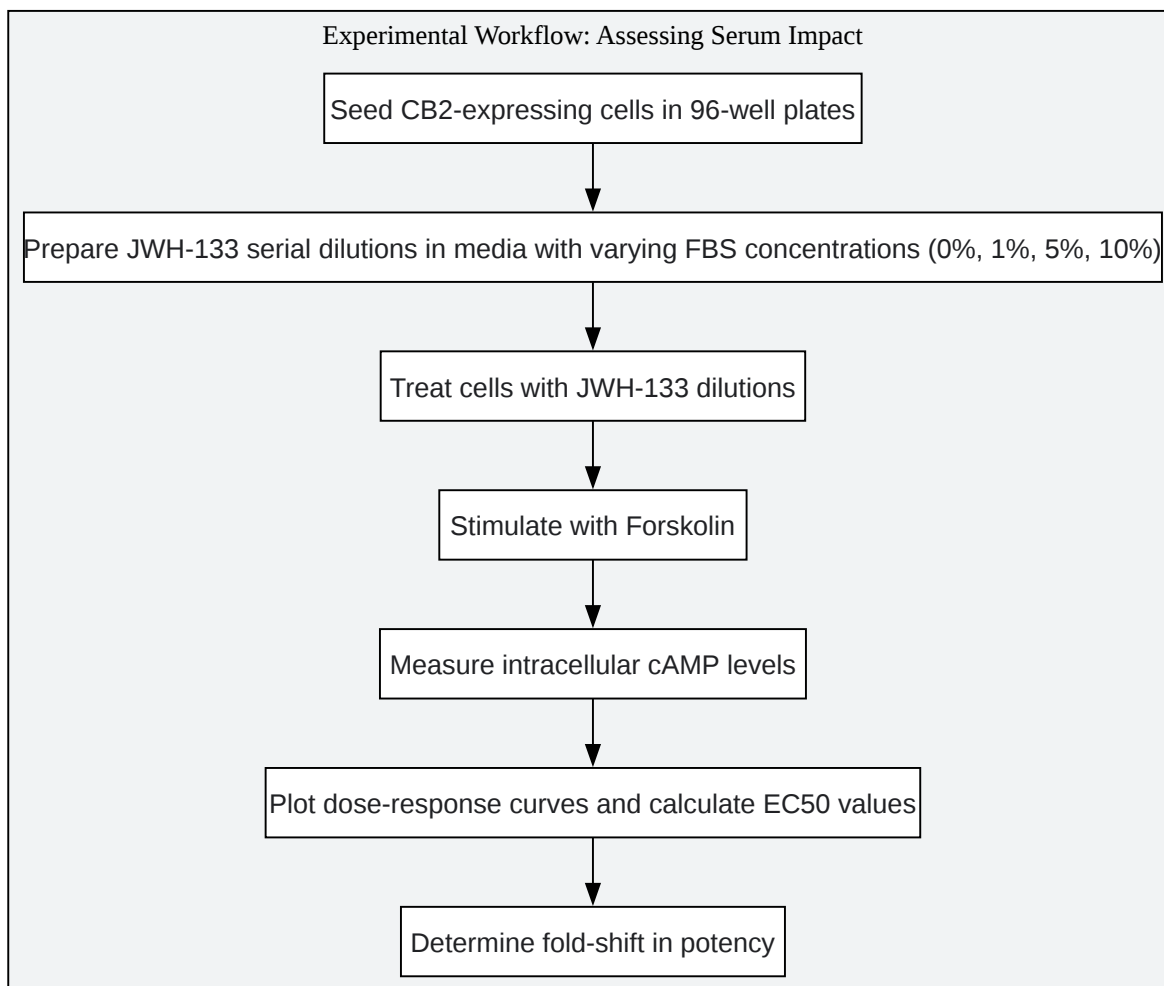 Experimental Workflow: Assessing Serum Impact
Seed CB2-expressing cells in 96-well plates
Prepare JWH-133 serial dilutions in media with varying FBS concentrations (0%, 1%, 5%, 10%)
Treat cells with JWH-133 dilutions
Stimulate with Forskolin
Measure intracellular cAMP levels
Plot dose-response curves and calculate EC50 values
Determine fold-shift in potency